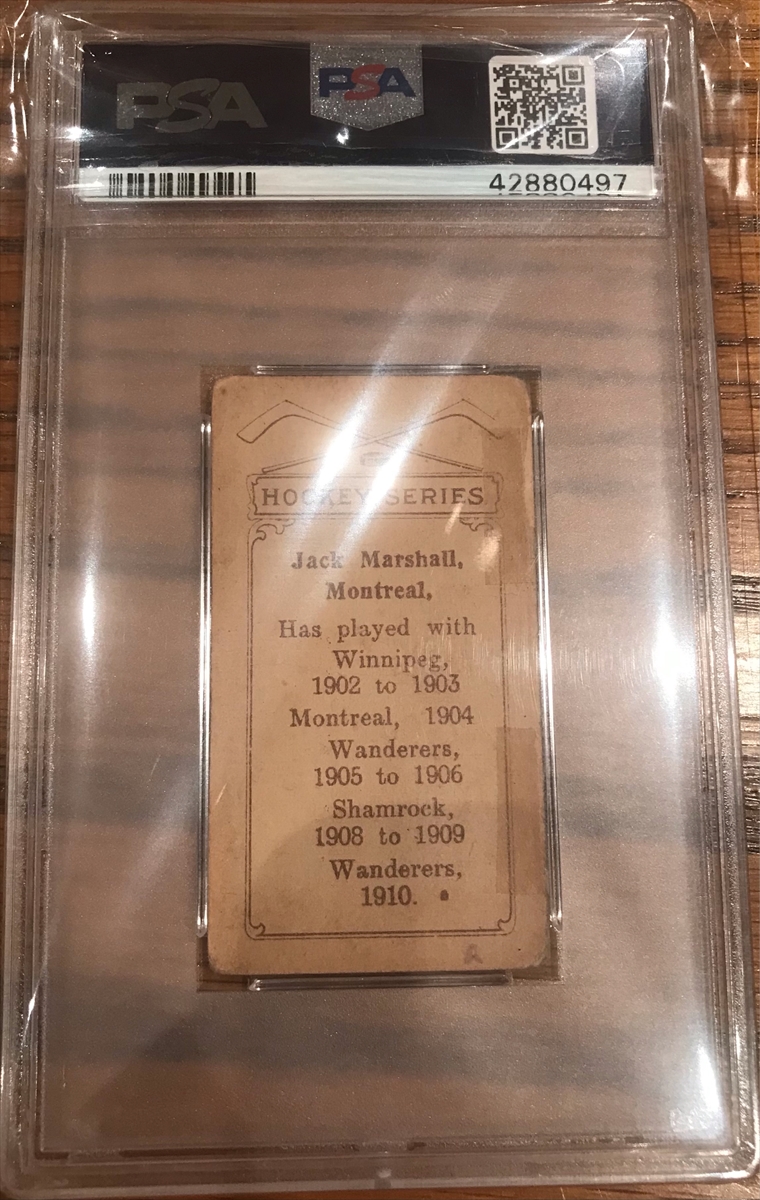 PSA PSA
42880497
HOCKEY SERIES
Jack Marshall,
Montreal,
Has played with
Winnipeg,
1902 to 1903
Montreal, 1904
Wanderers,
1905 to 1906
Shamrock,
1908 to 1909
Wanderers,
1910.